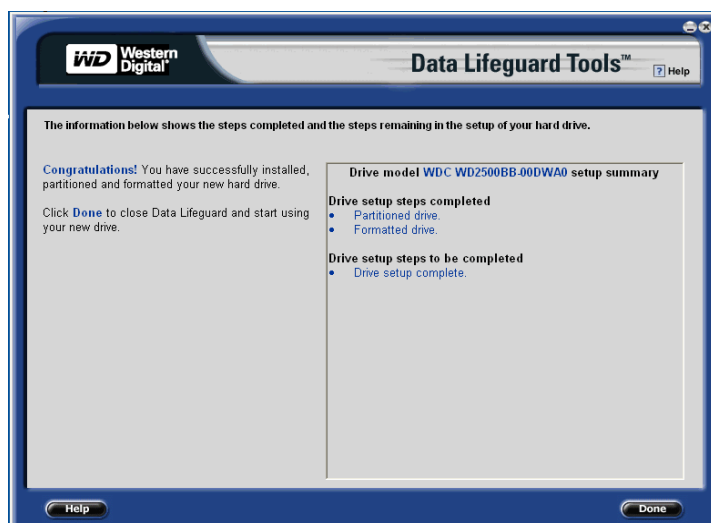 WD Western
Digital
Data Lifeguard Tools™
? Help
The information below shows the steps completed and the steps remaining in the setup of your hard drive.
Congratulations! You have successfully installed,
partitioned and formatted your new hard drive.
Click Done to close Data Lifeguard and start using
your new drive.
Drive model WDC WD2500BB-00DWA0 setup summary
Drive setup steps completed
• Partitioned drive.
• Formatted drive.
Drive setup steps to be completed
• Drive setup complete.
Help
Done